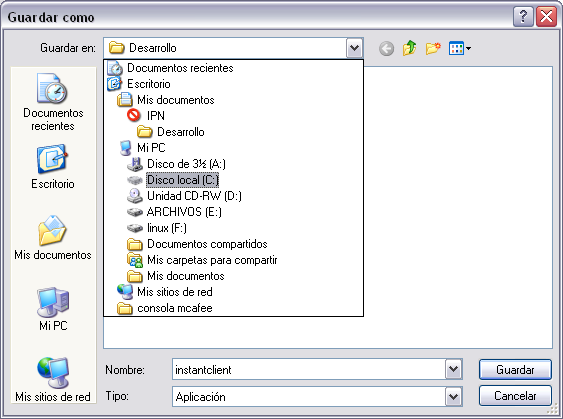 Guardar como
Guardar en:
Desarrollo
Documentos recientes
Escritorio
Mis documentos
IPN
Desarrollo
Mi PC
Disco de 3½ (A:)
Disco local (C:)
Unidad CD-RW (D:)
ARCHIVOS (E:)
linux (F:)
Documentos compartidos
Mis carpetas para compartir
Mis documentos
Mis sitios de red
consola mcafee
Documentos
recientes
Escritorio
Mis documentos
Mi PC
Mis sitios de red
Nombre:
instantclient
Guardar
Tipo:
Aplicación
Cancelar